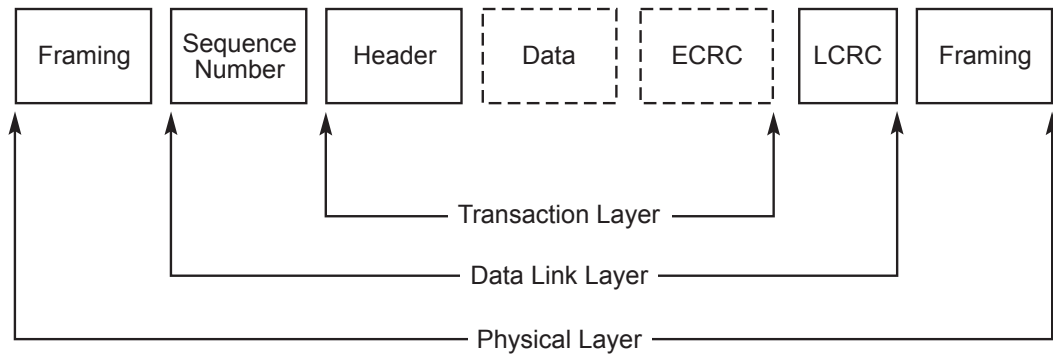 Framing
Sequence
Number
Header
Data
ECRC
LCRC
Framing
Transaction Layer
Data Link Layer
Physical Layer